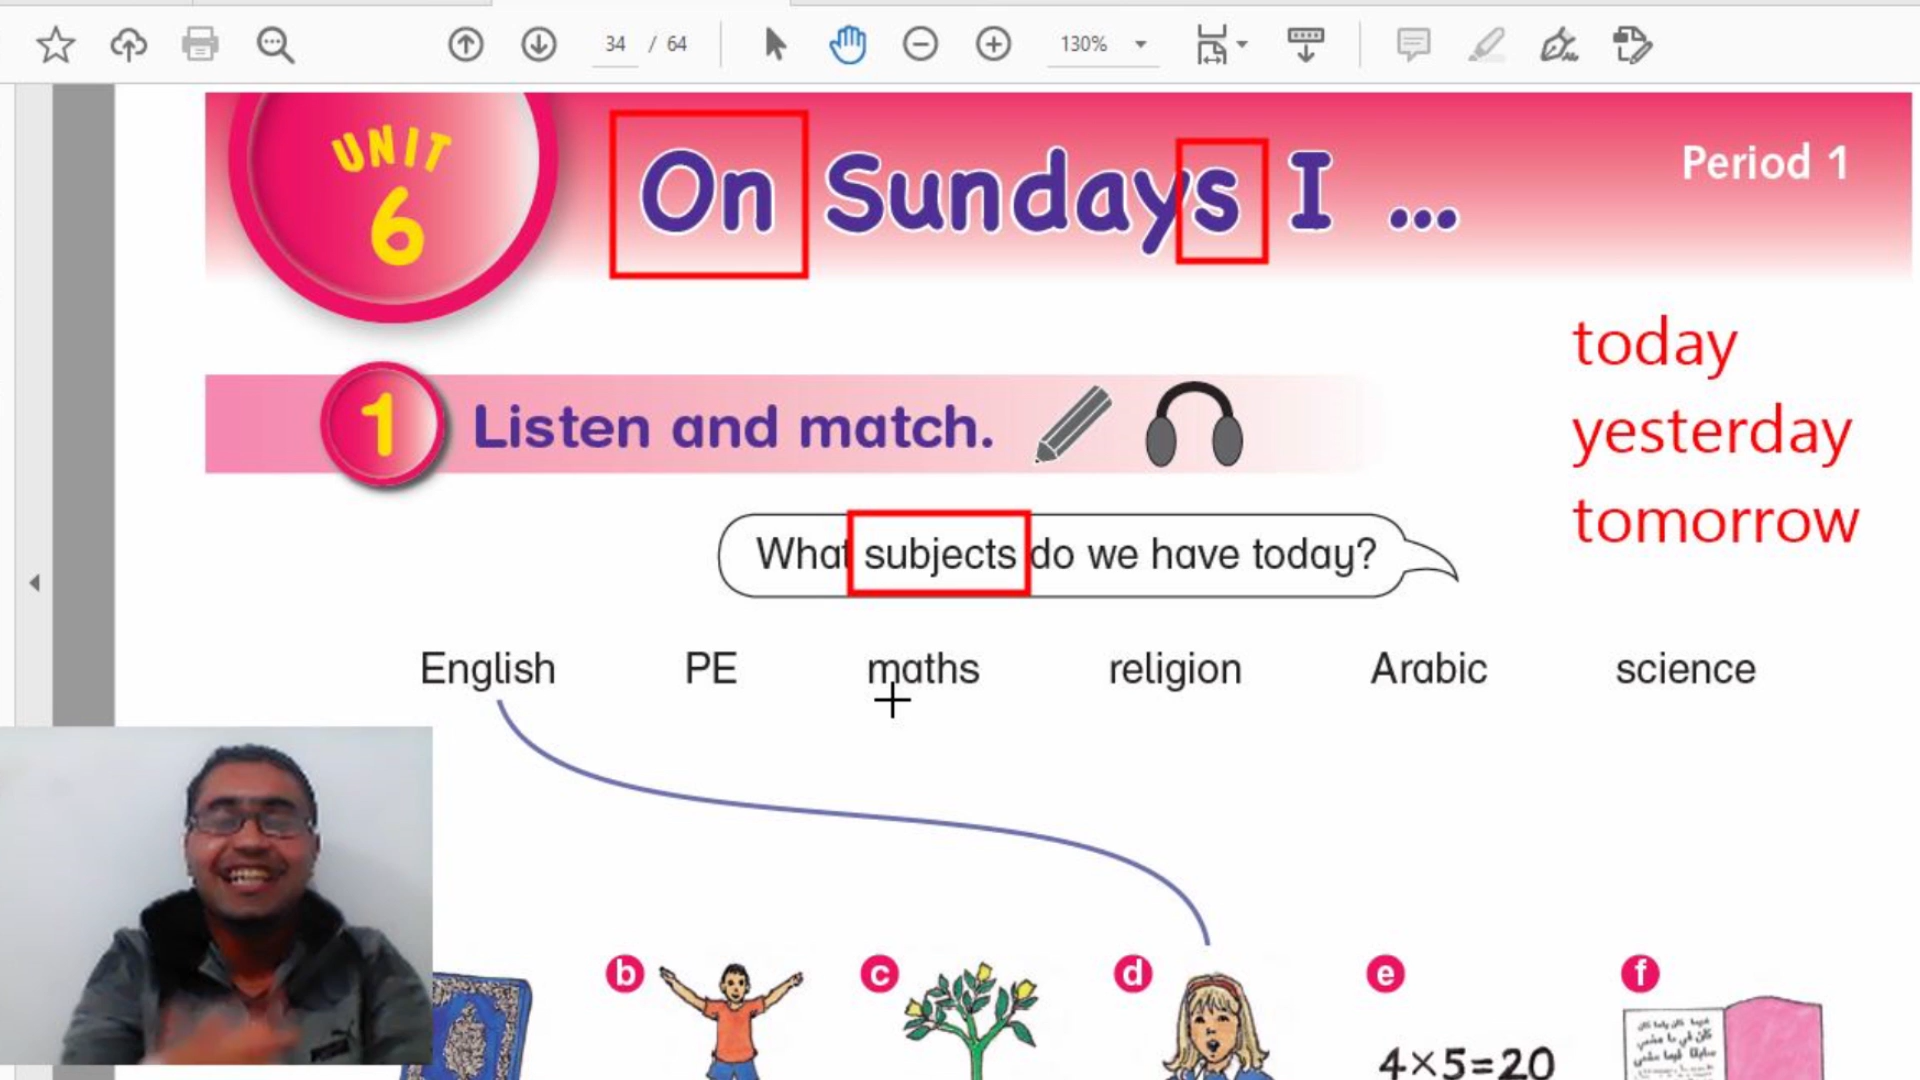 34 / 64
130%
UNIT
6
On Sundays I ...
Period 1
today
1 Listen and match.
yesterday
tomorrow
What subjects do we have today?
English PE maths religion Arabic science
b c d e f
4×5=20